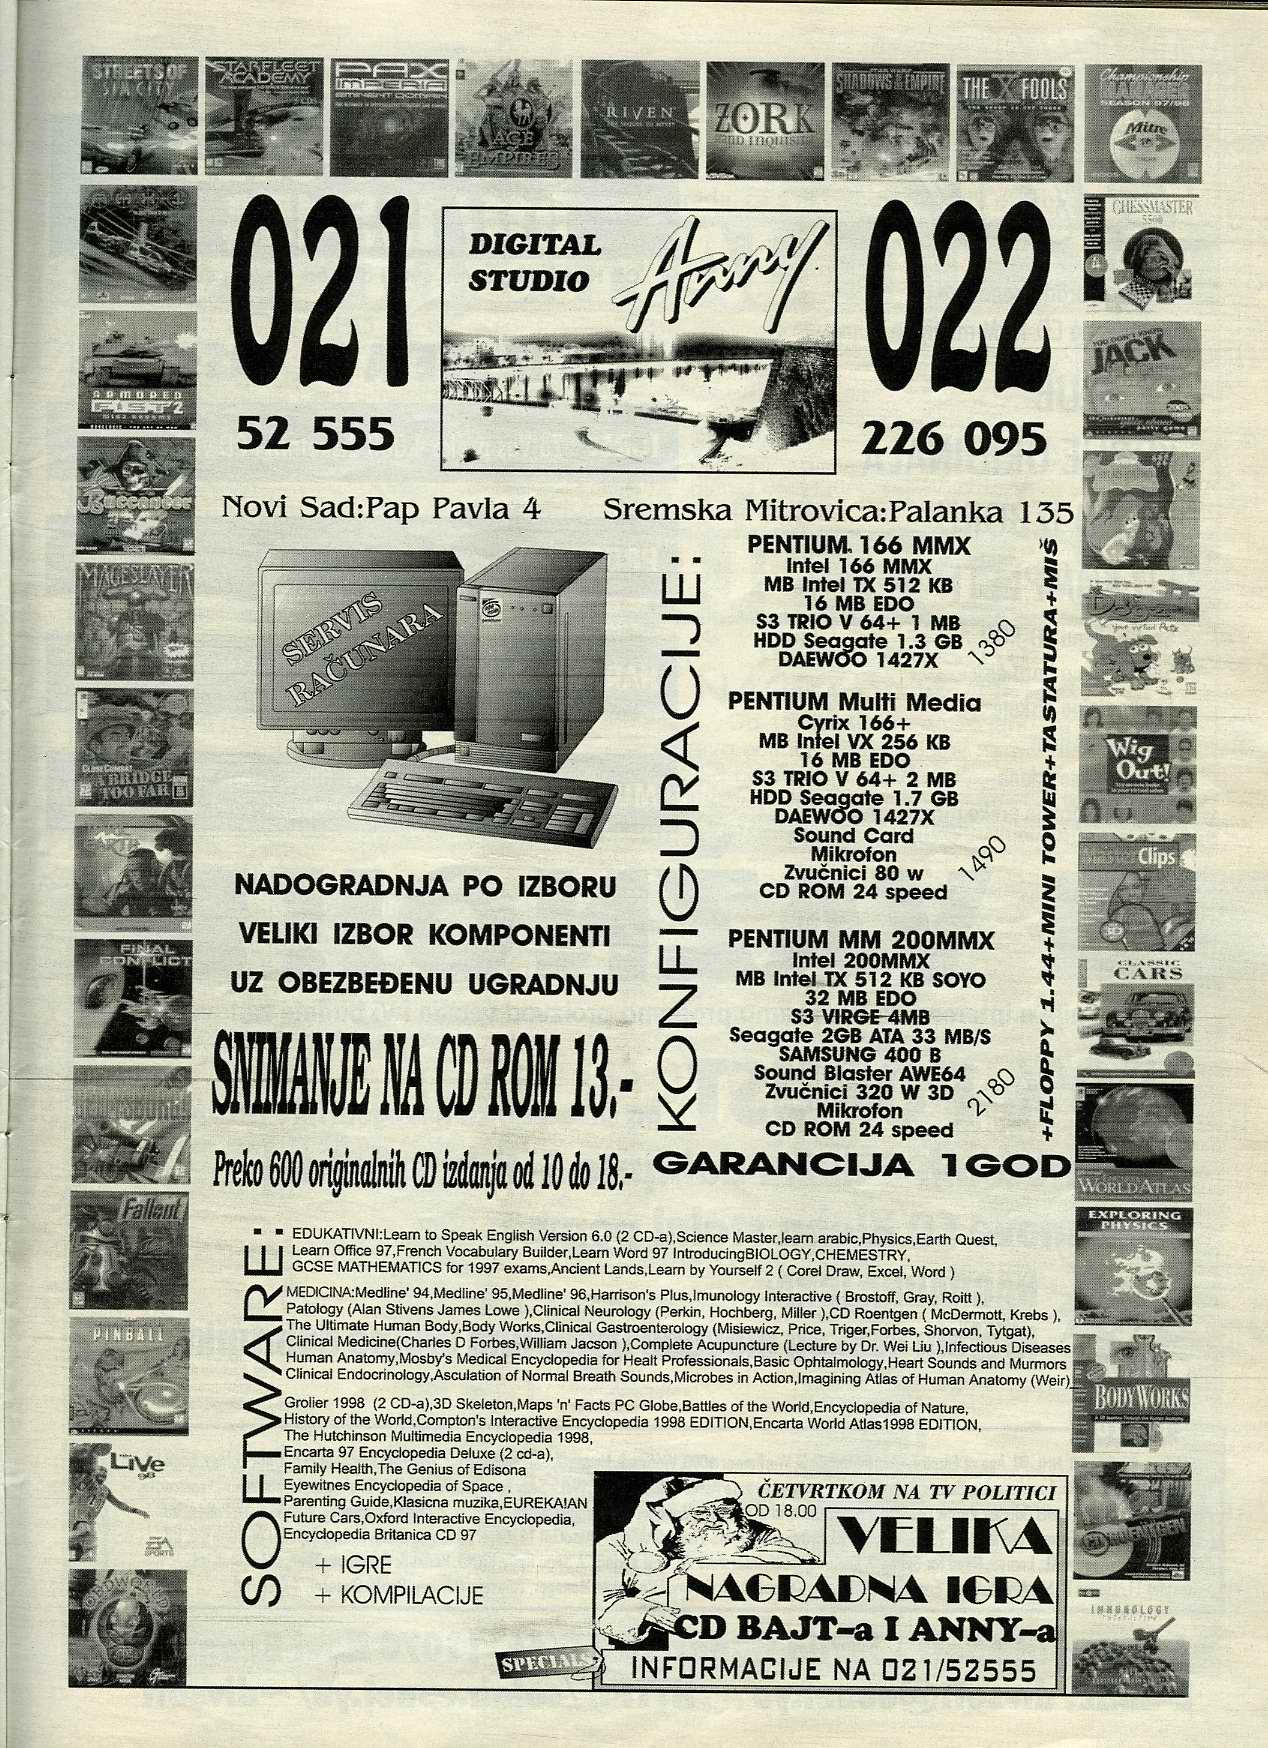 STREETS OF SIM CITY
STARFLEET ACADEMY
PAX IMPERIA
EMINENT DOMAIN
AGE EMPIRES
RIVEN
ZORK
GRAND INQUISITOR
STAR WARS
SHADOWS OF THE EMPIRE
THE X FOOLS
Championship
MANAGER
SEASON 97/98
Mitre
021
52 555
DIGITAL
STUDIO
Anny
022
226 095
CHESSMASTER
5500
JACK
ARMORED
FIST 2
Buccaneer
MAGESLAYER
CLOSE COMBAT
A BRIDGE
TOO FAR
FINAL
CONFLICT
Fallout
PINBALL
LiVe
98
EA
SPORTS
Novi Sad:Pap Pavla 4
Sremska Mitrovica:Palanka 135
SERVIS
RAČUNARA
NADOGRADNJA PO IZBORU
VELIKI IZBOR KOMPONENTI
UZ OBEZBEĐENU UGRADNJU
SNIMANJE NA CD ROM 13.-
Preko 600 originalnih CD izdanja od 10 do 18.-
KONFIGURACIJE:
PENTIUM 166 MMX
Intel 166 MMX
MB Intel TX 512 KB
16 MB EDO
S3 TRIO V 64+ 1 MB
HDD Seagate 1.3 GB
DAEWOO 1427X
1380
PENTIUM Multi Media
Cyrix 166+
MB Intel VX 256 KB
16 MB EDO
S3 TRIO V 64+ 2 MB
HDD Seagate 1.7 GB
DAEWOO 1427X
Sound Card
Mikrofon
Zvučnici 80 w
CD ROM 24 speed
1490
PENTIUM MM 200MMX
Intel 200MMX
MB Intel TX 512 KB SOYO
32 MB EDO
S3 VIRGE 4MB
Seagate 2GB ATA 33 MB/S
SAMSUNG 400 B
Sound Blaster AWE64
Zvučnici 320 W 3D
Mikrofon
CD ROM 24 speed
2180
+FLOPPY 1.44+MINI TOWER+TASTATURA+MIŠ
GARANCIJA 1GOD
Wig
Out!
Clips
CLASSIC
CARS
WORLD ATLAS
EXPLORING
PHYSICS
BODYWORKS
IMMUNOLOGY
SOFTWARE:
EDUKATIVNI:Learn to Speak English Version 6.0 (2 CD-a),Science Master,learn arabic,Physics,Earth Quest,
Learn Office 97,French Vocabulary Builder,Learn Word 97 IntroducingBIOLOGY,CHEMESTRY,
GCSE MATHEMATICS for 1997 exams,Ancient Lands,Learn by Yourself 2 ( Corel Draw, Excel, Word )
MEDICINA:Medline' 94,Medline' 95,Medline' 96,Harrison's Plus,Imunology Interactive ( Brostoff, Gray, Roitt ),
Patology (Alan Stivens James Lowe ),Clinical Neurology (Perkin, Hochberg, Miller ),CD Roentgen ( McDermott, Krebs ),
The Ultimate Human Body,Body Works,Clinical Gastroenterology (Misiewicz, Price, Triger,Forbes, Shorvon, Tytgat),
Clinical Medicine(Charles D Forbes,William Jacson ),Complete Acupuncture (Lecture by Dr. Wei Liu ),Infectious Diseases
Human Anatomy,Mosby's Medical Encyclopedia for Healt Professionals,Basic Ophtalmology,Heart Sounds and Murmors
Clinical Endocrinology,Asculation of Normal Breath Sounds,Microbes in Action,Imagining Atlas of Human Anatomy (Weir)
Grolier 1998 (2 CD-a),3D Skeleton,Maps 'n' Facts PC Globe,Battles of the World,Encyclopedia of Nature,
History of the World,Compton's Interactive Encyclopedia 1998 EDITION,Encarta World Atlas1998 EDITION,
The Hutchinson Multimedia Encyclopedia 1998,
Encarta 97 Encyclopedia Deluxe (2 cd-a),
Family Health,The Genius of Edisona
Eyewitnes Encyclopedia of Space ,
Parenting Guide,Klasicna muzika,EUREKA!AN
Future Cars,Oxford Interactive Encyclopedia,
Encyclopedia Britanica CD 97
+ IGRE
+ KOMPILACIJE
SPECIALS
ČETVRTKOM NA TV POLITICI
OD 18.00
VELIKA
NAGRADNA IGRA
CD BAJT-a I ANNY-a
INFORMACIJE NA 021/52555